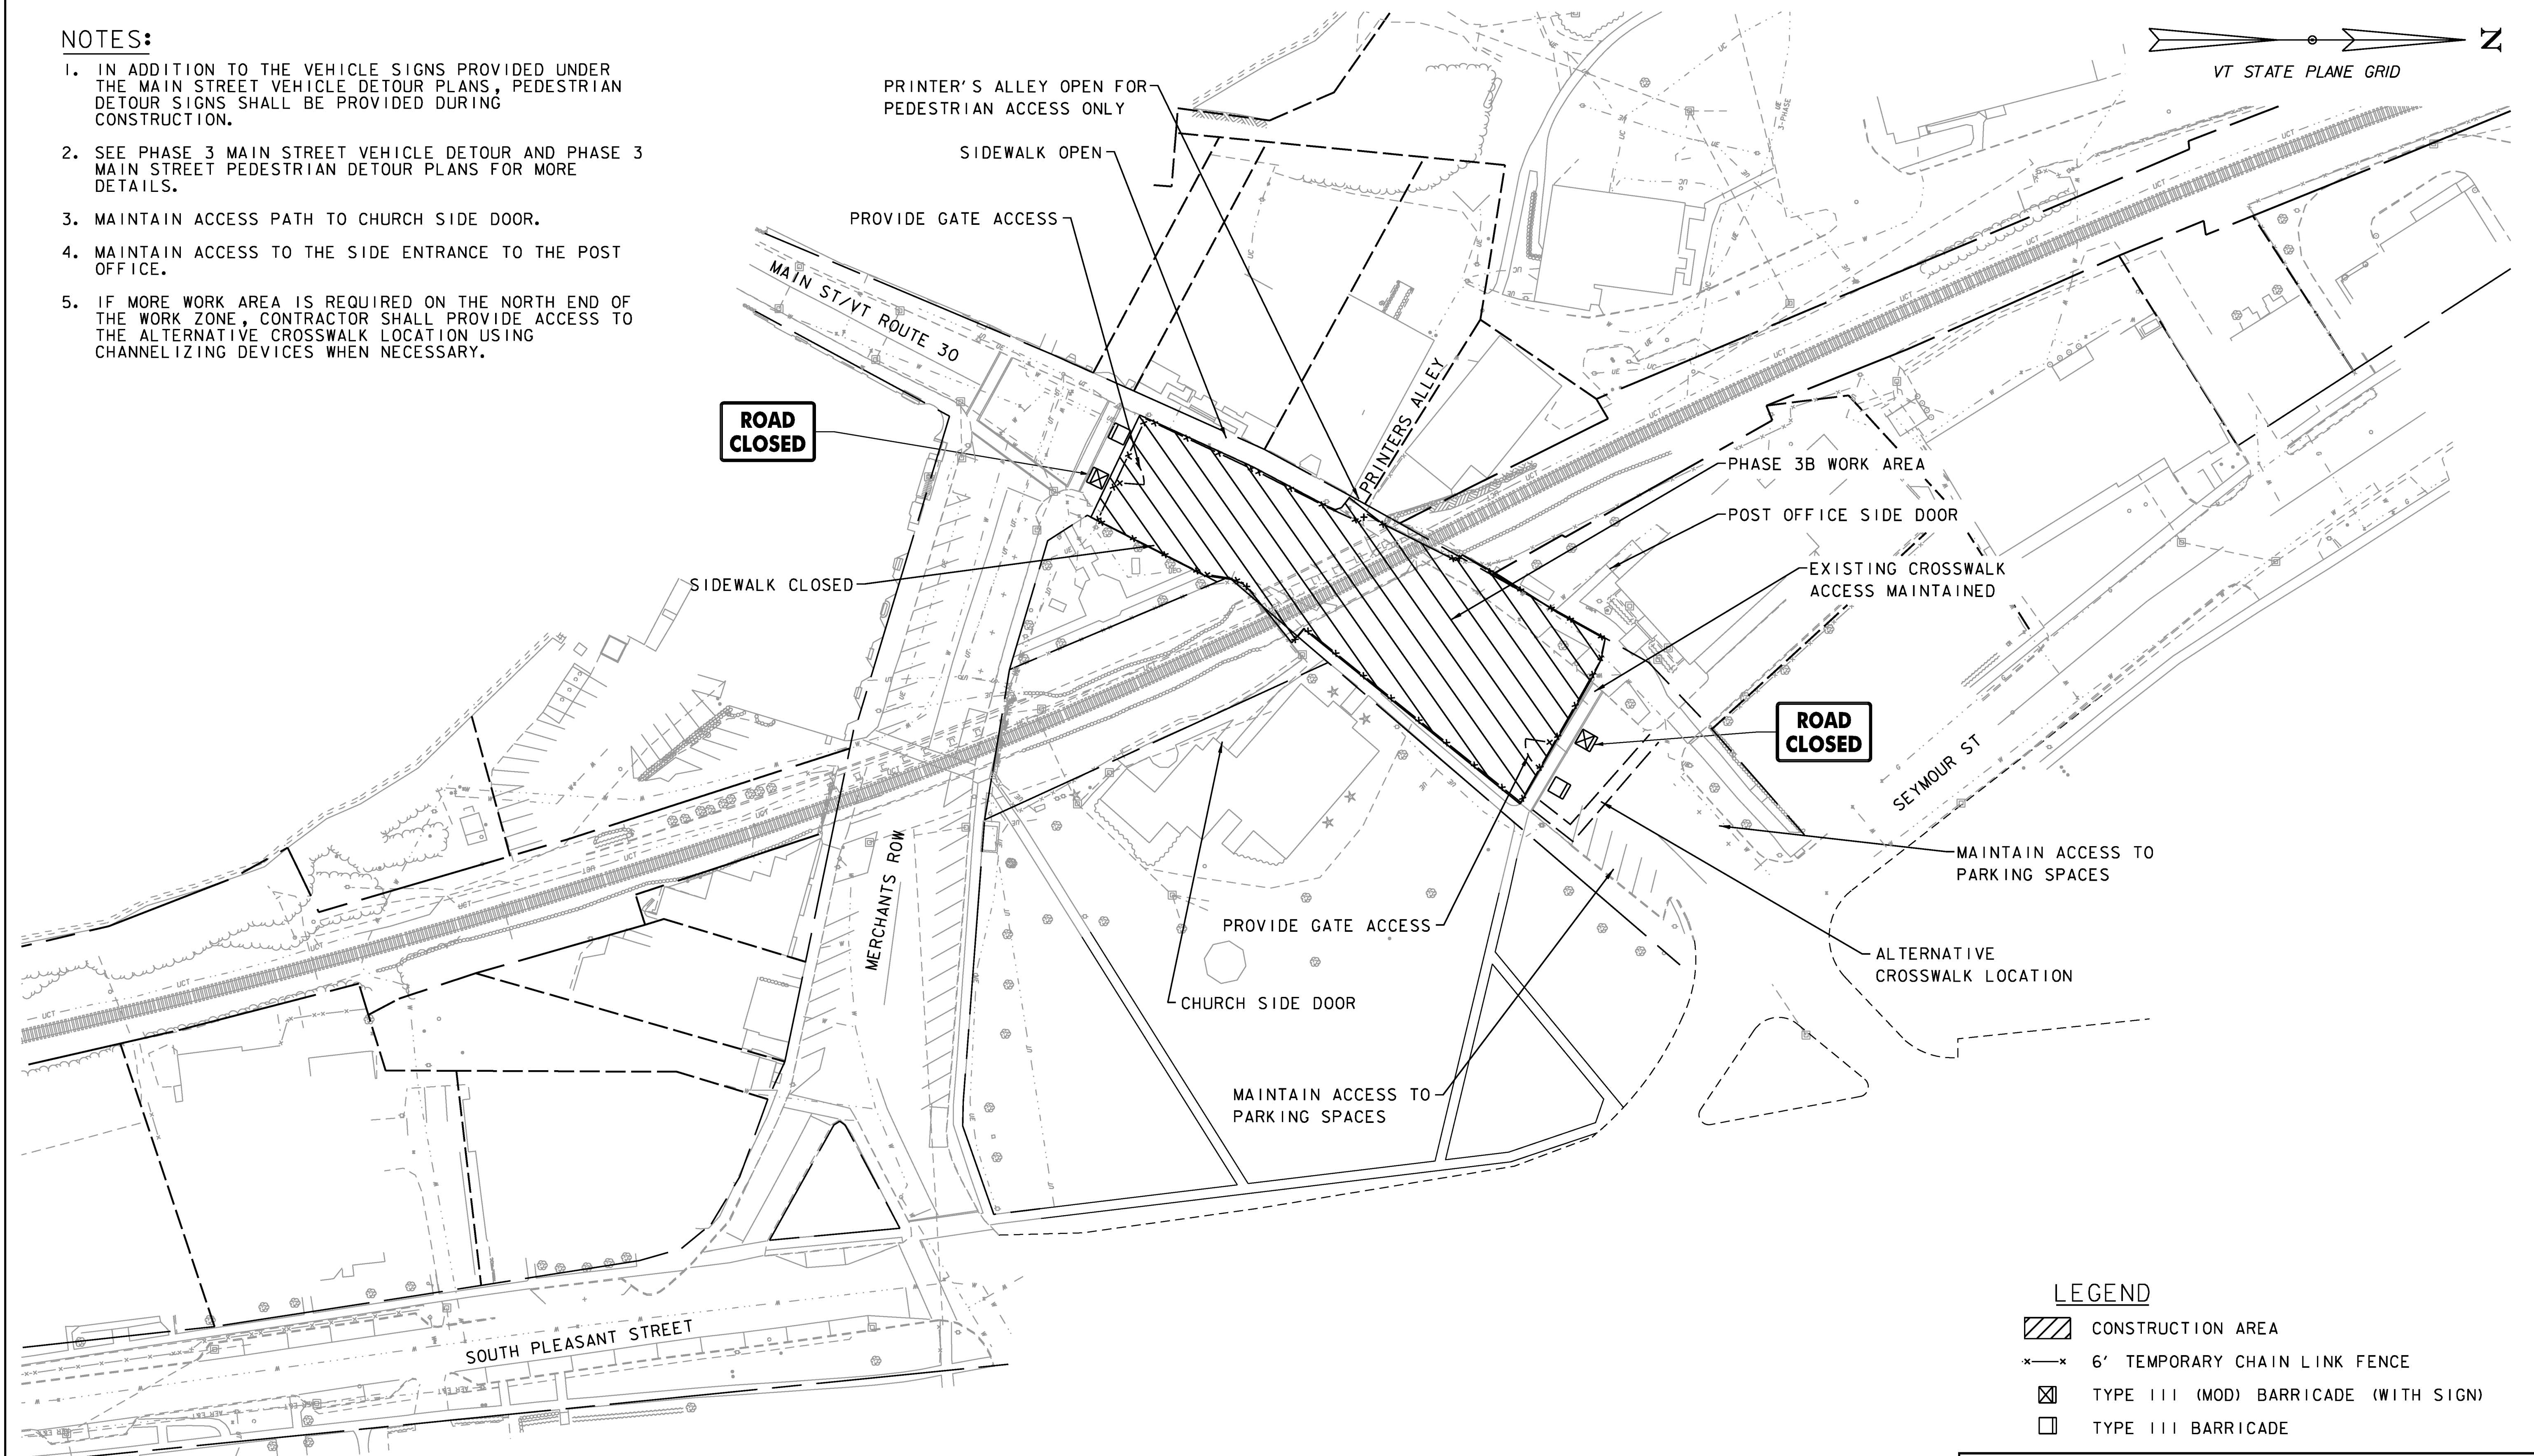 NOTES:
1. IN ADDITION TO THE VEHICLE SIGNS PROVIDED UNDER
THE MAIN STREET VEHICLE DETOUR PLANS, PEDESTRIAN
DETOUR SIGNS SHALL BE PROVIDED DURING
CONSTRUCTION.
2. SEE PHASE 3 MAIN STREET VEHICLE DETOUR AND PHASE 3
MAIN STREET PEDESTRIAN DETOUR PLANS FOR MORE
DETAILS.
3. MAINTAIN ACCESS PATH TO CHURCH SIDE DOOR.
4. MAINTAIN ACCESS TO THE SIDE ENTRANCE TO THE POST
OFFICE.
5. IF MORE WORK AREA IS REQUIRED ON THE NORTH END OF
THE WORK ZONE, CONTRACTOR SHALL PROVIDE ACCESS TO
THE ALTERNATIVE CROSSWALK LOCATION USING
CHANNELIZING DEVICES WHEN NECESSARY.
N
VT STATE PLANE GRID
PRINTER'S ALLEY OPEN FOR
PEDESTRIAN ACCESS ONLY
SIDEWALK OPEN
PROVIDE GATE ACCESS
3-PHASE
MAIN ST/VT ROUTE 30
ROAD
CLOSED
PRINTERS ALLEY
PHASE 3B WORK AREA
POST OFFICE SIDE DOOR
EXISTING CROSSWALK
ACCESS MAINTAINED
SIDEWALK CLOSED
ROAD
CLOSED
SEYMOUR ST
MAINTAIN ACCESS TO
PARKING SPACES
MERCHANTS ROW
PROVIDE GATE ACCESS
ALTERNATIVE
CROSSWALK LOCATION
CHURCH SIDE DOOR
MAINTAIN ACCESS TO
PARKING SPACES
SOUTH PLEASANT STREET
LEGEND
CONSTRUCTION AREA
6' TEMPORARY CHAIN LINK FENCE
TYPE III (MOD) BARRICADE (WITH SIGN)
TYPE III BARRICADE